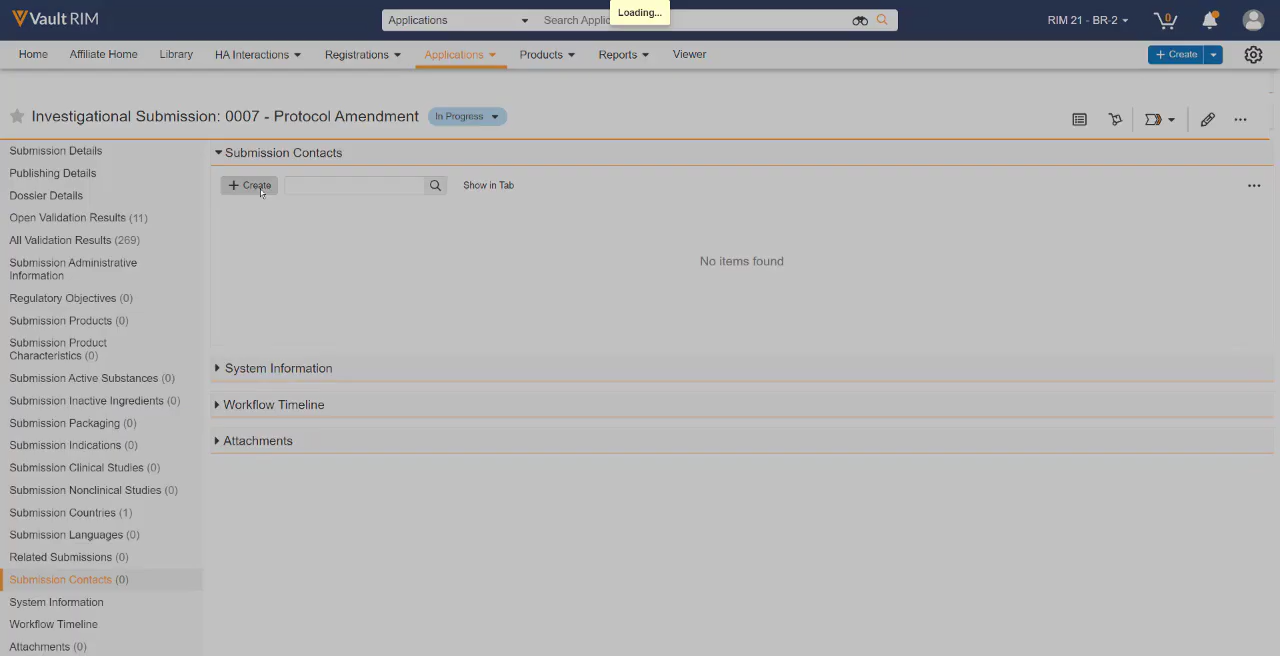 Vault RIM
Applications
Search Applic
Loading...
RIM 21 - BR-2
0
Home
Affiliate Home
Library
HA Interactions
Registrations
Applications
Products
Reports
Viewer
Create
Investigational Submission: 0007 - Protocol Amendment
In Progress
Submission Details
Publishing Details
Dossier Details
Open Validation Results (11)
All Validation Results (269)
Submission Administrative
Information
Regulatory Objectives (0)
Submission Products (0)
Submission Product
Characteristics (0)
Submission Active Substances (0)
Submission Inactive Ingredients (0)
Submission Packaging (0)
Submission Indications (0)
Submission Clinical Studies (0)
Submission Nonclinical Studies (0)
Submission Countries (1)
Submission Languages (0)
Related Submissions (0)
Submission Contacts (0)
System Information
Workflow Timeline
Attachments (0)
Submission Contacts
Create
Show in Tab
No items found
System Information
Workflow Timeline
Attachments